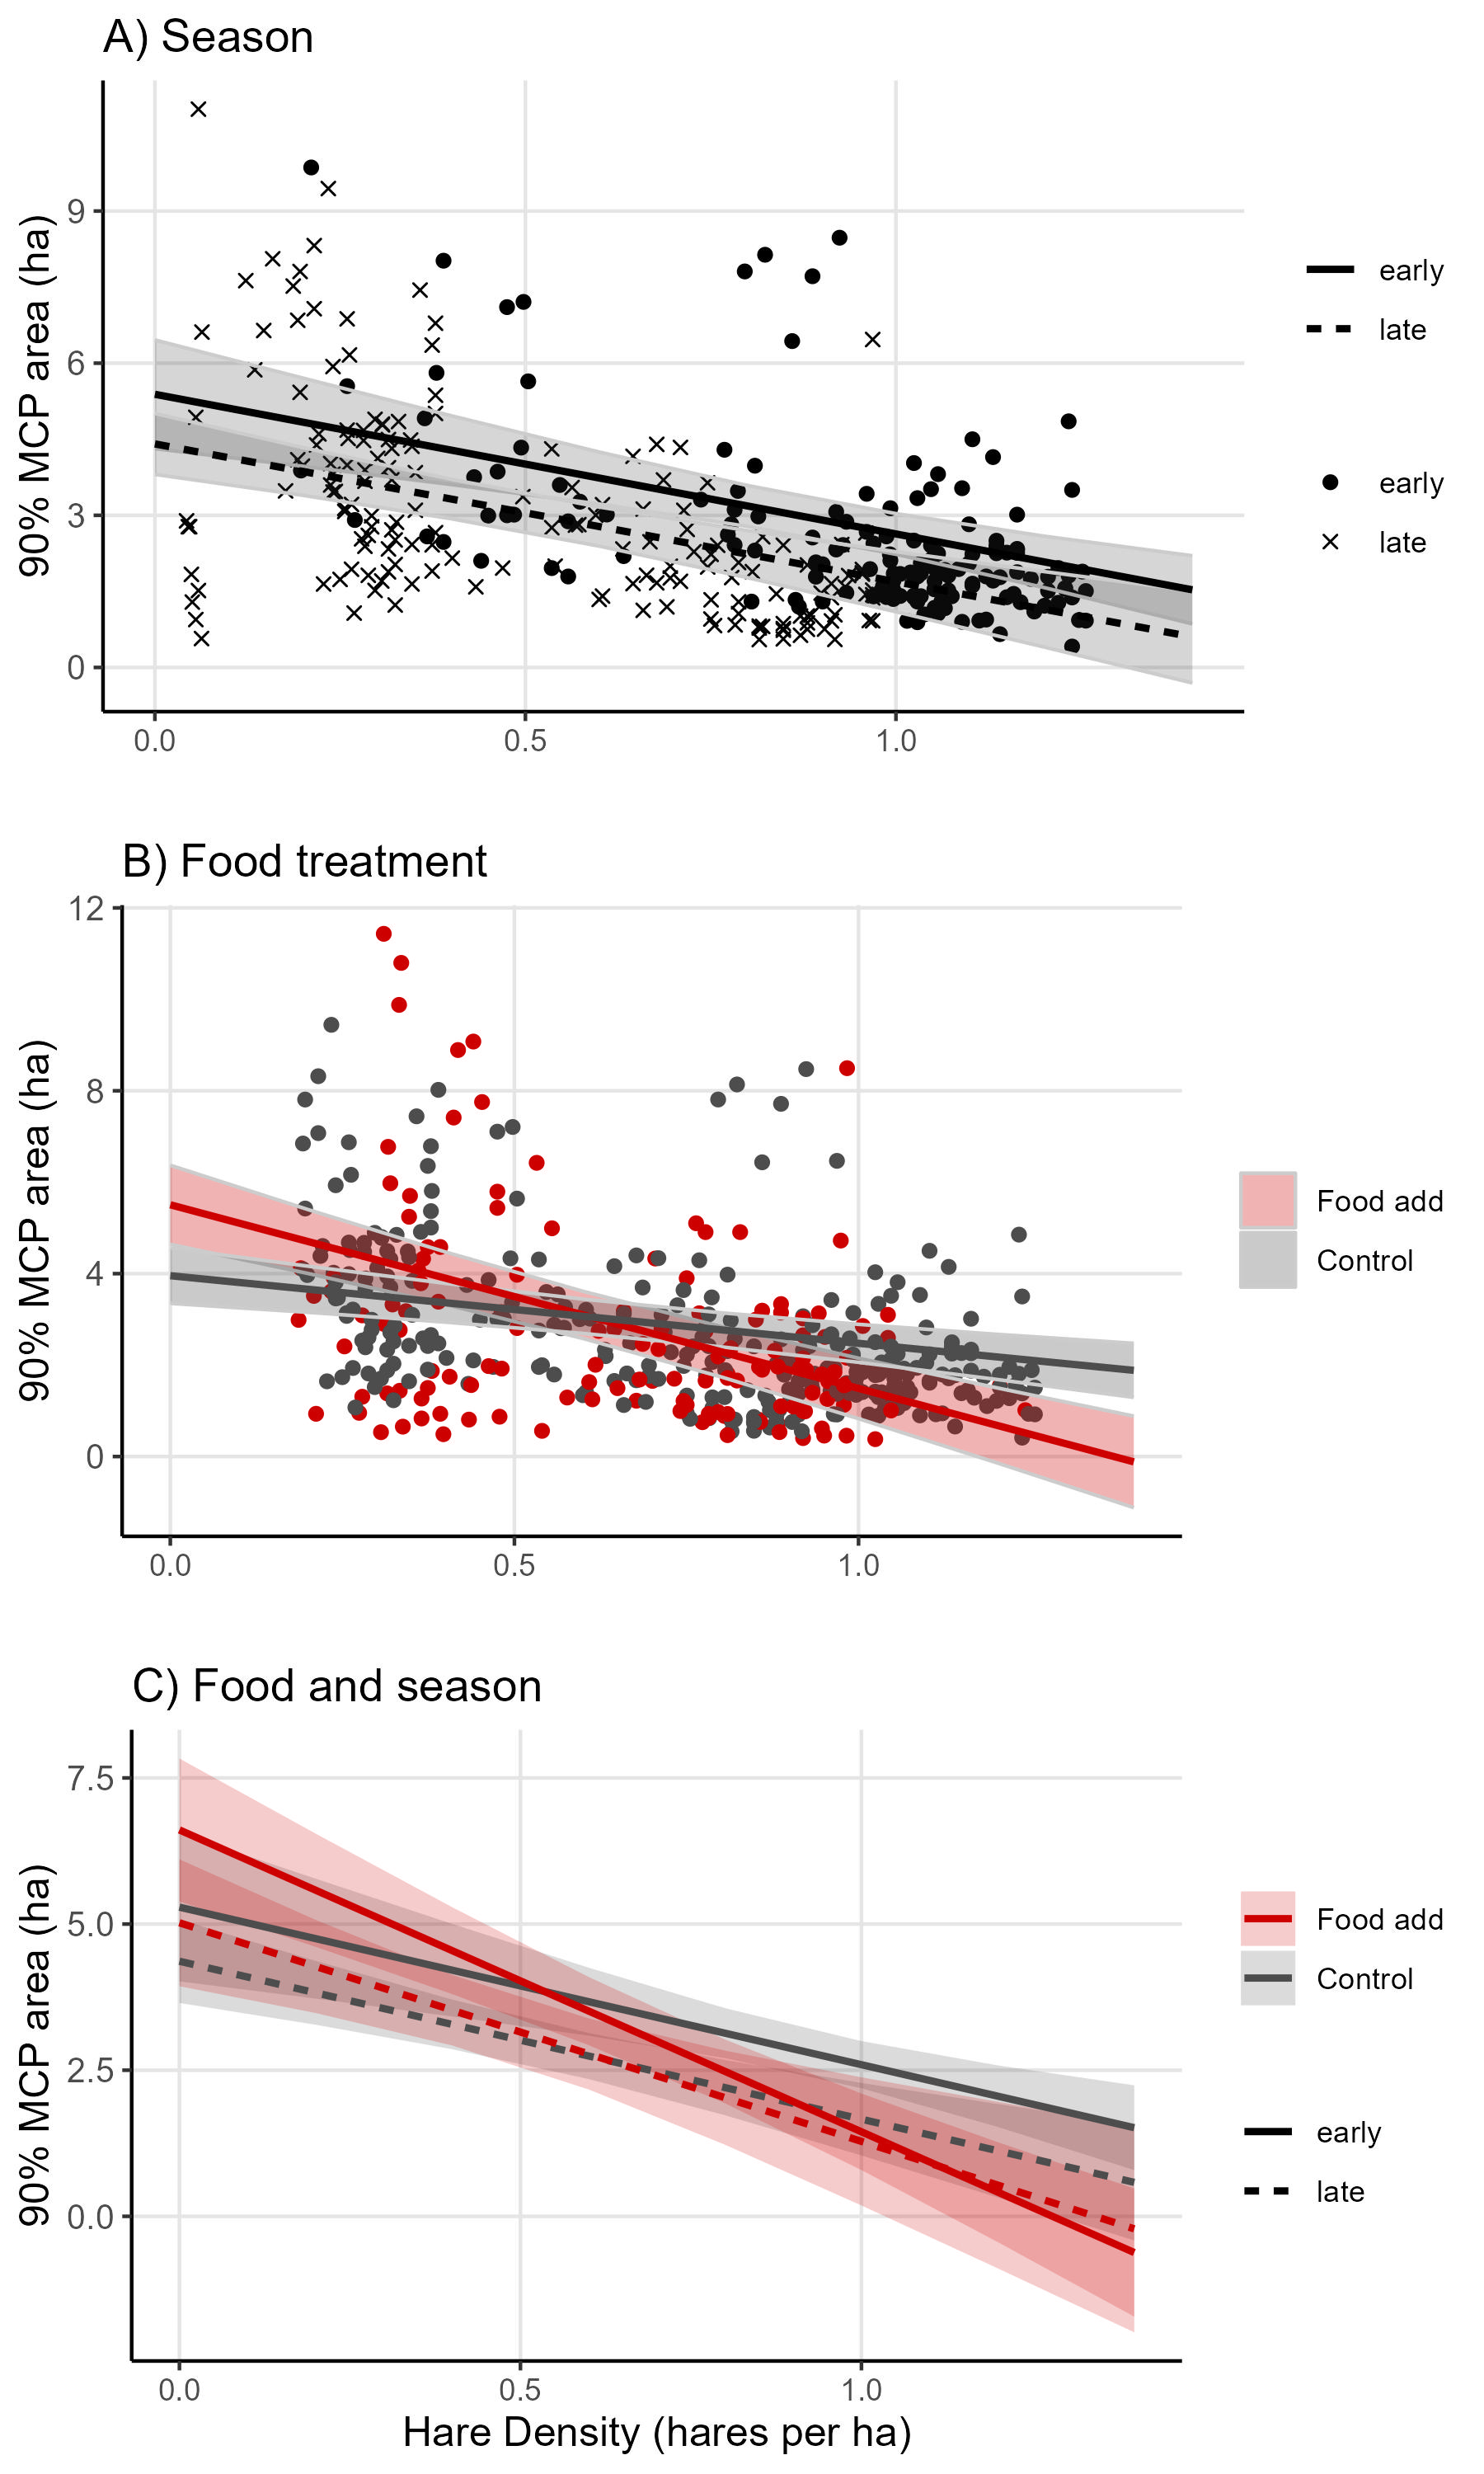 A) Season
90% MCP area (ha)
9
6
3
0
0.0 0.5 1.0
early
late
early
late
B) Food treatment
90% MCP area (ha)
12
8
4
0
0.0 0.5 1.0
Food add
Control
C) Food and season
90% MCP area (ha)
7.5
5.0
2.5
0.0
0.0 0.5 1.0
Hare Density (hares per ha)
Food add
Control
early
late